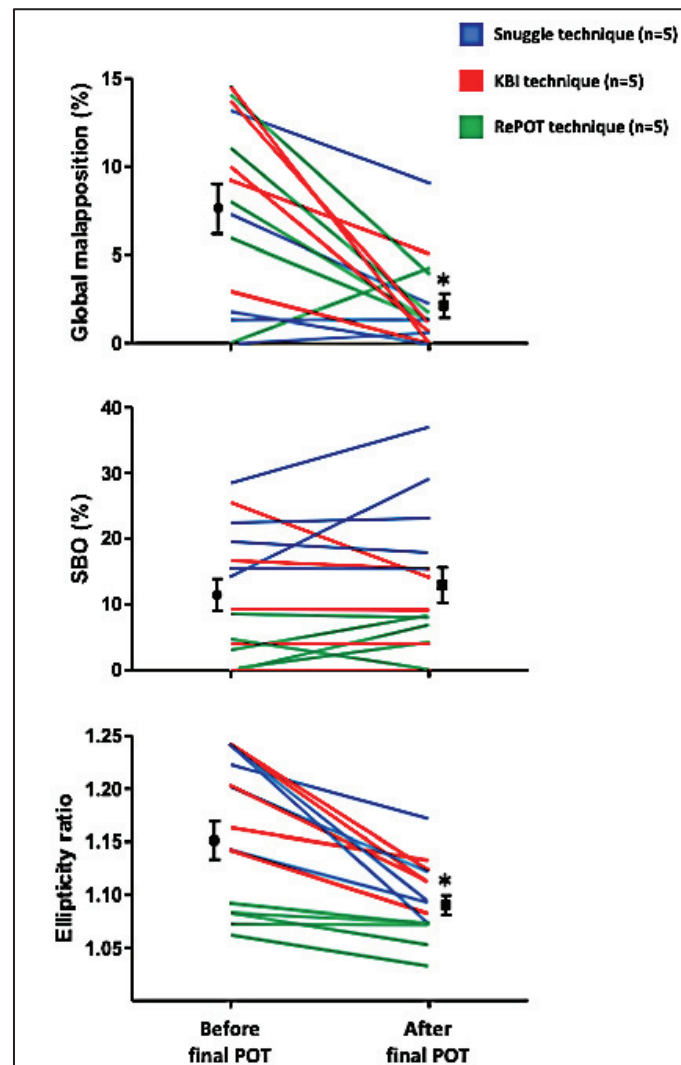 Snuggle technique (n=5)
KBI technique (n=5)
RePOT technique (n=5)
Global malapposition (%)
15
10
5
0
*
SBO (%)
40
30
20
10
0
Ellipticity ratio
1.25
1.20
1.15
1.10
1.05
*
Before
final POT
After
final POT